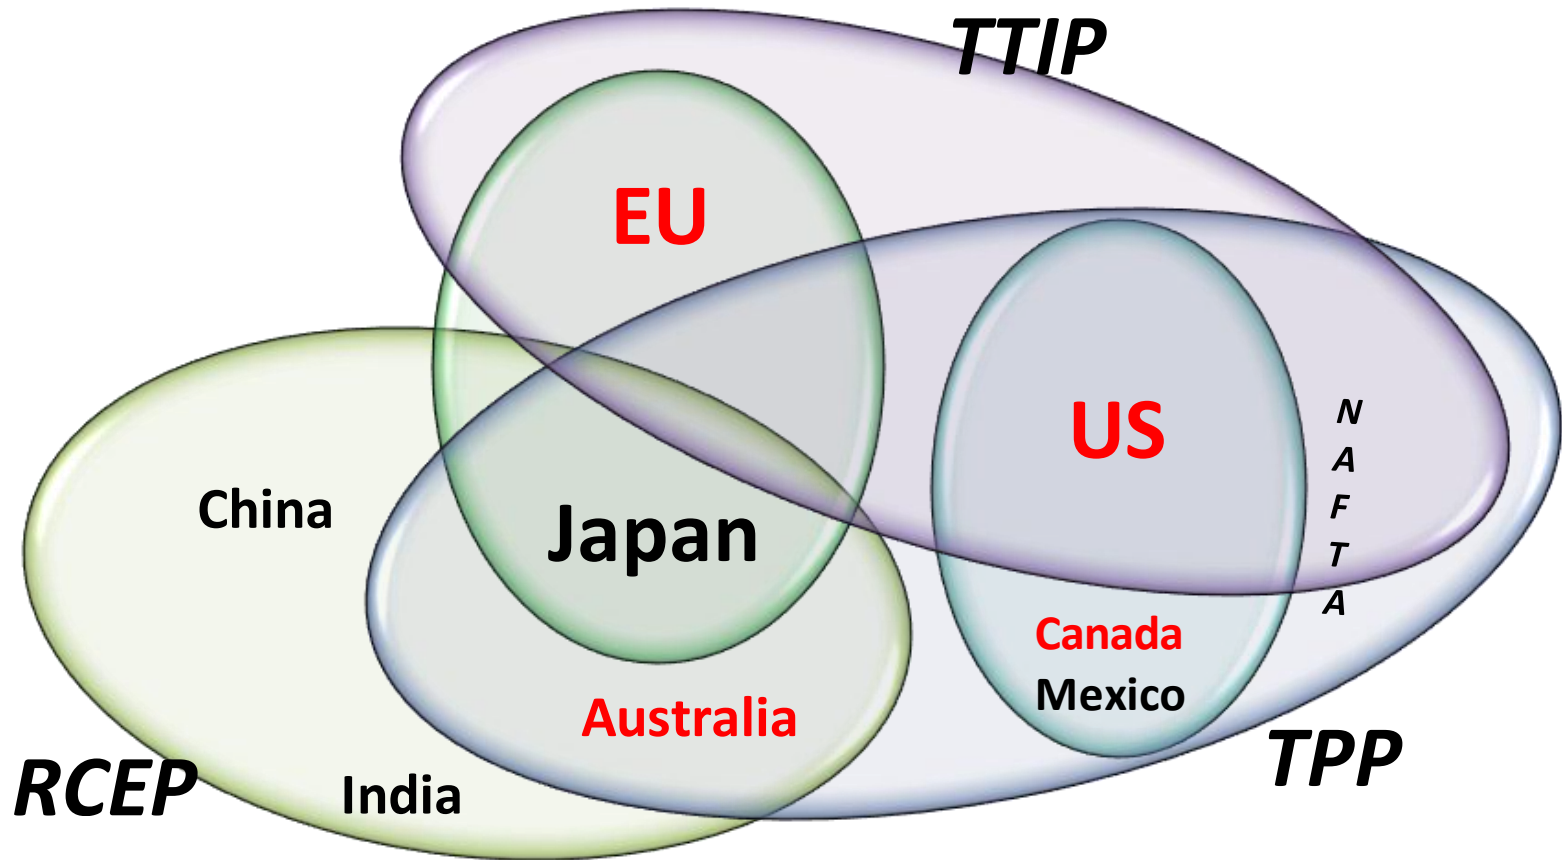 TTIP
EU
US
N
A
F
T
A
China
Japan
Canada
Mexico
Australia
TPP
RCEP
India